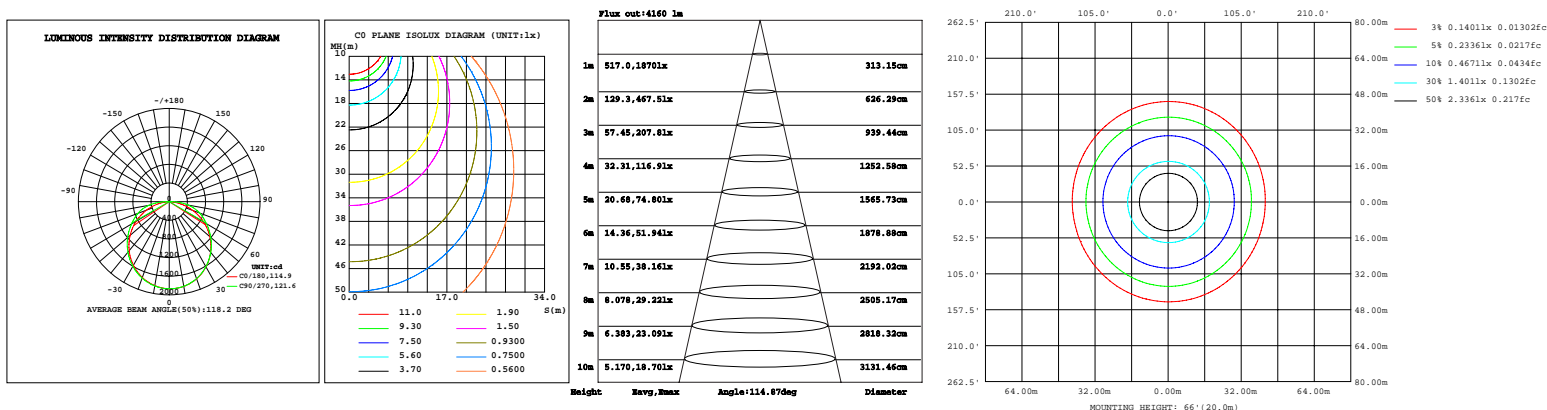 LUMINOUS INTENSITY DISTRIBUTION DIAGRAM
-/+180
-150 150
-120 120
-90 90
0
400
800
1200
1600
2000
60
-30 30
0
UNIT:cd
C0/180,114.9
C90/270,121.6
AVERAGE BEAM ANGLE(50%):118.2 DEG
C0 PLANE ISOLUX DIAGRAM (UNIT:lx)
MH(m)
10
14
18
22
26
30
34
38
42
46
50
0.0 17.0 34.0
S(m)
11.0 1.90
9.30 1.50
7.50 0.9300
5.60 0.7500
3.70 0.5600
Flux out:4160 lm
1m 517.0,1870lx 313.15cm
2m 129.3,467.5lx 626.29cm
3m 57.45,207.8lx 939.44cm
4m 32.31,116.9lx 1252.58cm
5m 20.68,74.80lx 1565.73cm
6m 14.36,51.94lx 1878.88cm
7m 10.55,38.16lx 2192.02cm
8m 8.078,29.22lx 2505.17cm
9m 6.383,23.09lx 2818.32cm
10m 5.170,18.70lx 3131.46cm
Height Eavg,Emax Angle:114.87deg Diameter
210.0' 105.0' 0.0' 105.0' 210.0'
262.5' 80.00m
210.0' 64.00m
157.5' 48.00m
105.0' 32.00m
52.5' 16.00m
0.0' 0.00m
52.5' 16.00m
105.0' 32.00m
157.5' 48.00m
210.0' 64.00m
262.5' 80.00m
64.00m 32.00m 0.00m 32.00m 64.00m
MOUNTING HEIGHT: 66'(20.0m)
3% 0.1401lx 0.01302fc
5% 0.2336lx 0.0217fc
10% 0.4671lx 0.0434fc
30% 1.401lx 0.1302fc
50% 2.336lx 0.217fc